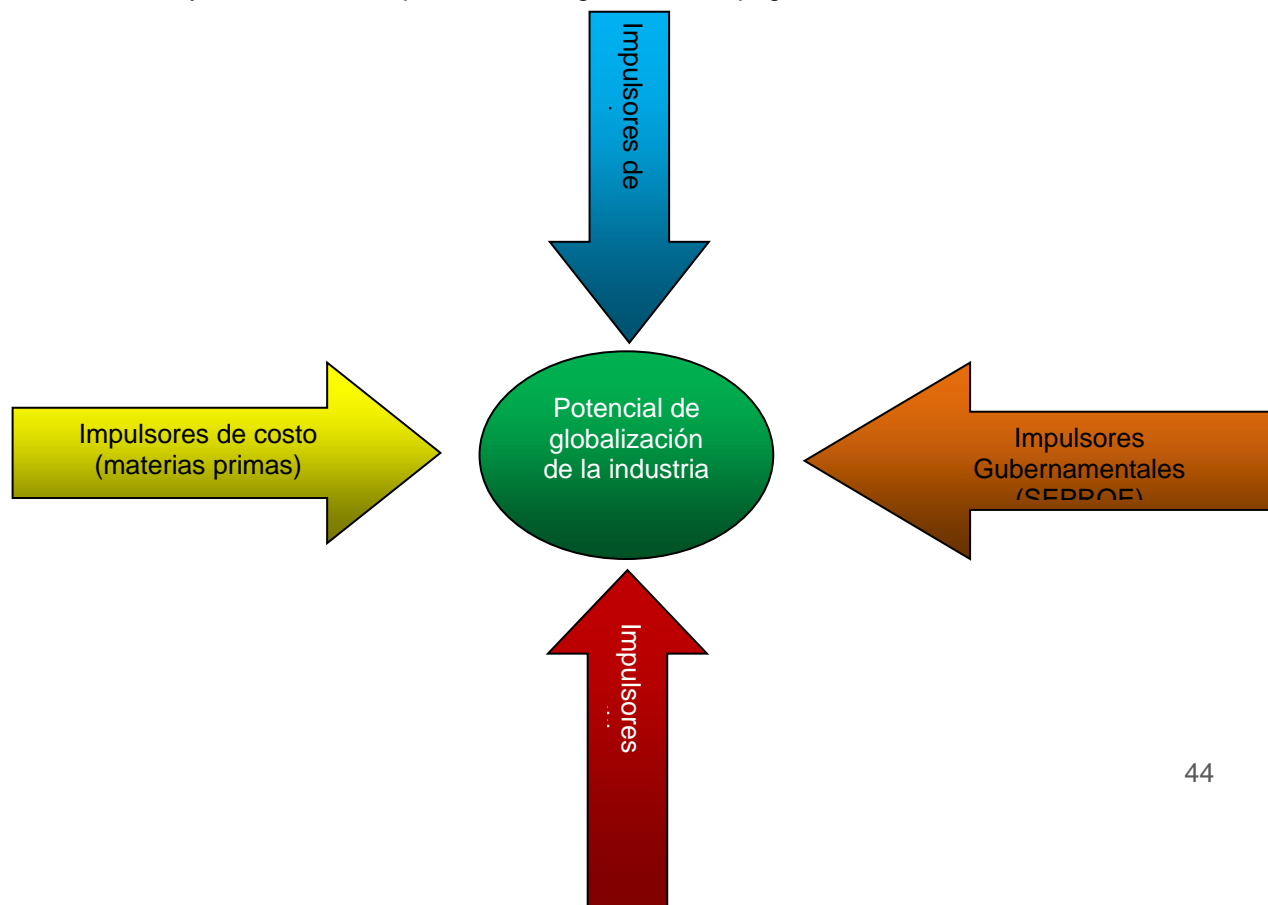 Impulsores de
Potencial de
globalización
de la industria
Impulsores de costo
(materias primas)
Impulsores
Gubernamentales
Impulsores
44